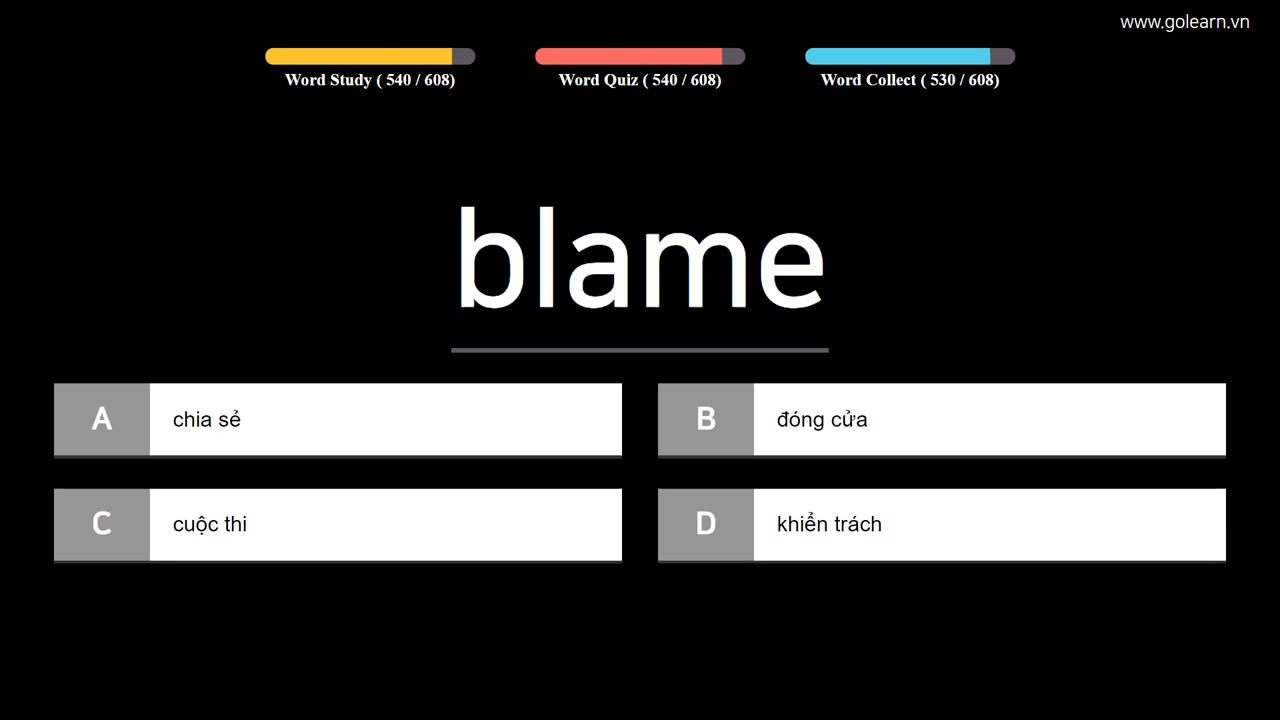 www.golearn.vn
Word Study ( 540 / 608)
Word Quiz ( 540 / 608)
Word Collect ( 530 / 608)
blame
A chia sẻ
B đóng cửa
C cuộc thi
D khiển trách